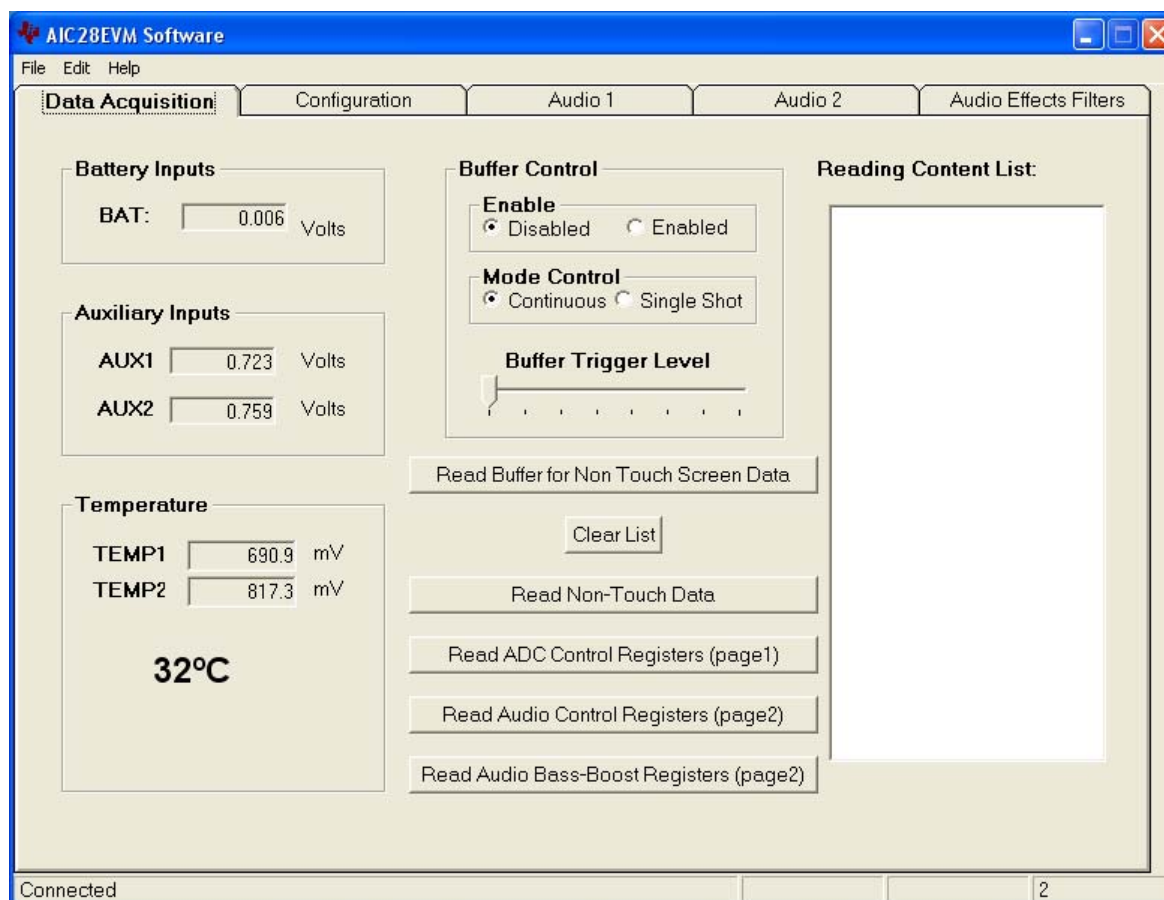 AIC28EVM Software
File Edit Help
Data Acquisition Configuration Audio 1 Audio 2 Audio Effects Filters
Battery Inputs
BAT: 0.006 Volts
Auxiliary Inputs
AUX1 0.723 Volts
AUX2 0.759 Volts
Temperature
TEMP1 690.9 mV
TEMP2 817.3 mV
32ºC
Buffer Control
Enable
Disabled Enabled
Mode Control
Continuous Single Shot
Buffer Trigger Level
Read Buffer for Non Touch Screen Data
Clear List
Read Non-Touch Data
Read ADC Control Registers (page1)
Read Audio Control Registers (page2)
Read Audio Bass-Boost Registers (page2)
Reading Content List:
Connected 2